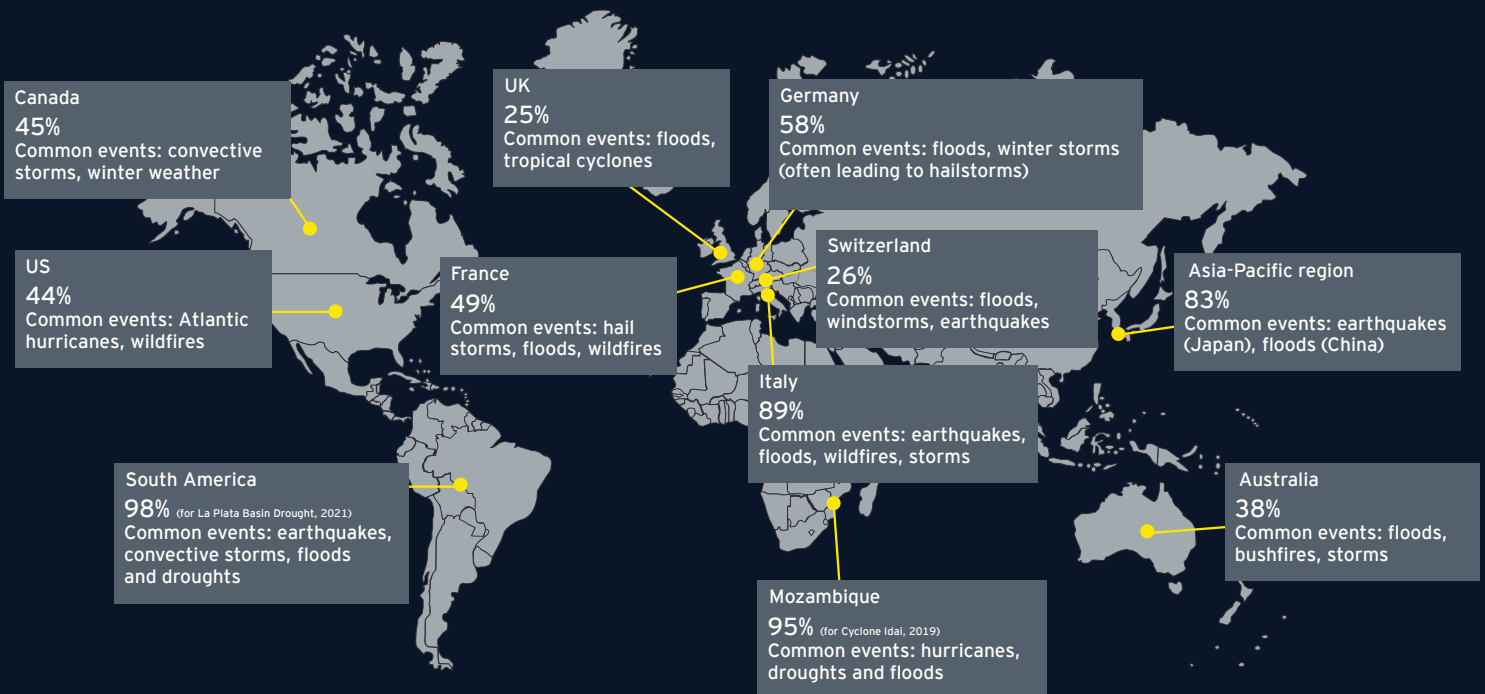 Canada
45%
Common events: convective
storms, winter weather
UK
25%
Common events: floods,
tropical cyclones
Germany
58%
Common events: floods, winter storms
(often leading to hailstorms)
US
44%
Common events: Atlantic
hurricanes, wildfires
France
49%
Common events: hail
storms, floods, wildfires
Switzerland
26%
Common events: floods,
windstorms, earthquakes
Asia-Pacific region
83%
Common events: earthquakes
(Japan), floods (China)
Italy
89%
Common events: earthquakes,
floods, wildfires, storms
South America
98% (for La Plata Basin Drought, 2021)
Common events: earthquakes,
convective storms, floods
and droughts
Australia
38%
Common events: floods,
bushfires, storms
Mozambique
95% (for Cyclone Idai, 2019)
Common events: hurricanes,
droughts and floods